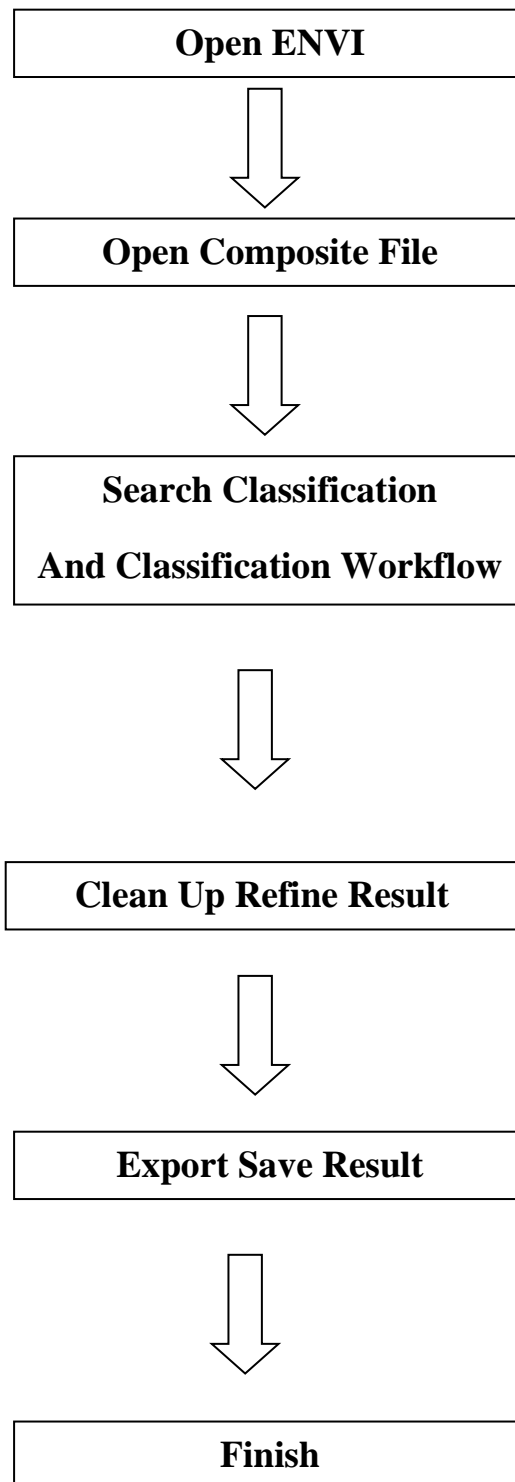 Open ENVI
Open Composite File
Search Classification
And Classification Workflow
Clean Up Refine Result
Export Save Result
Finish